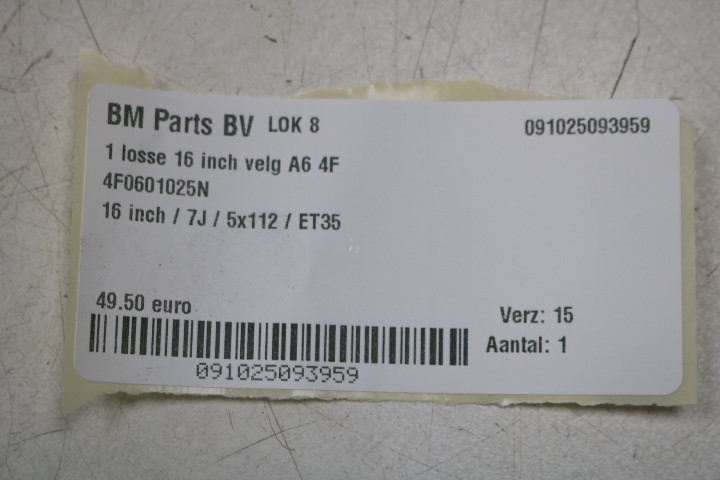 BM Parts BV LOK 8 091025093959
1 losse 16 inch velg A6 4F
4F0601025N
16 inch / 7J / 5x112 / ET35
49.50 euro Verz: 15
Aantal: 1
091025093959